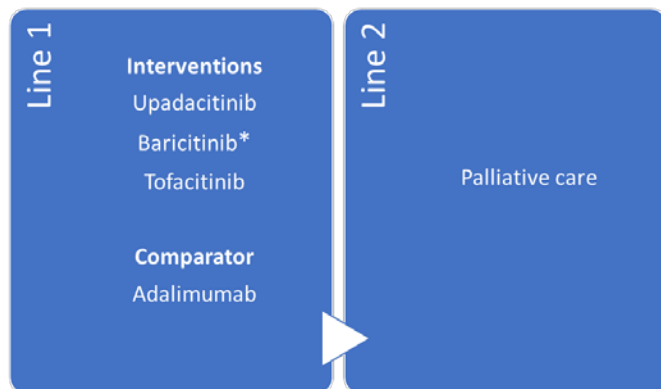 Line 1
Interventions
Upadacitinib
Baricitinib*
Tofacitinib
Comparator
Adalimumab
Line 2
Palliative care